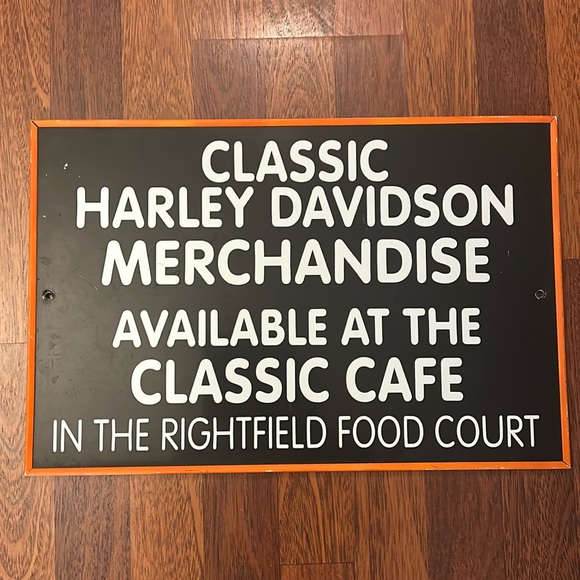 CLASSIC
HARLEY DAVIDSON
MERCHANDISE
AVAILABLE AT THE
CLASSIC CAFE
IN THE RIGHTFIELD FOOD COURT